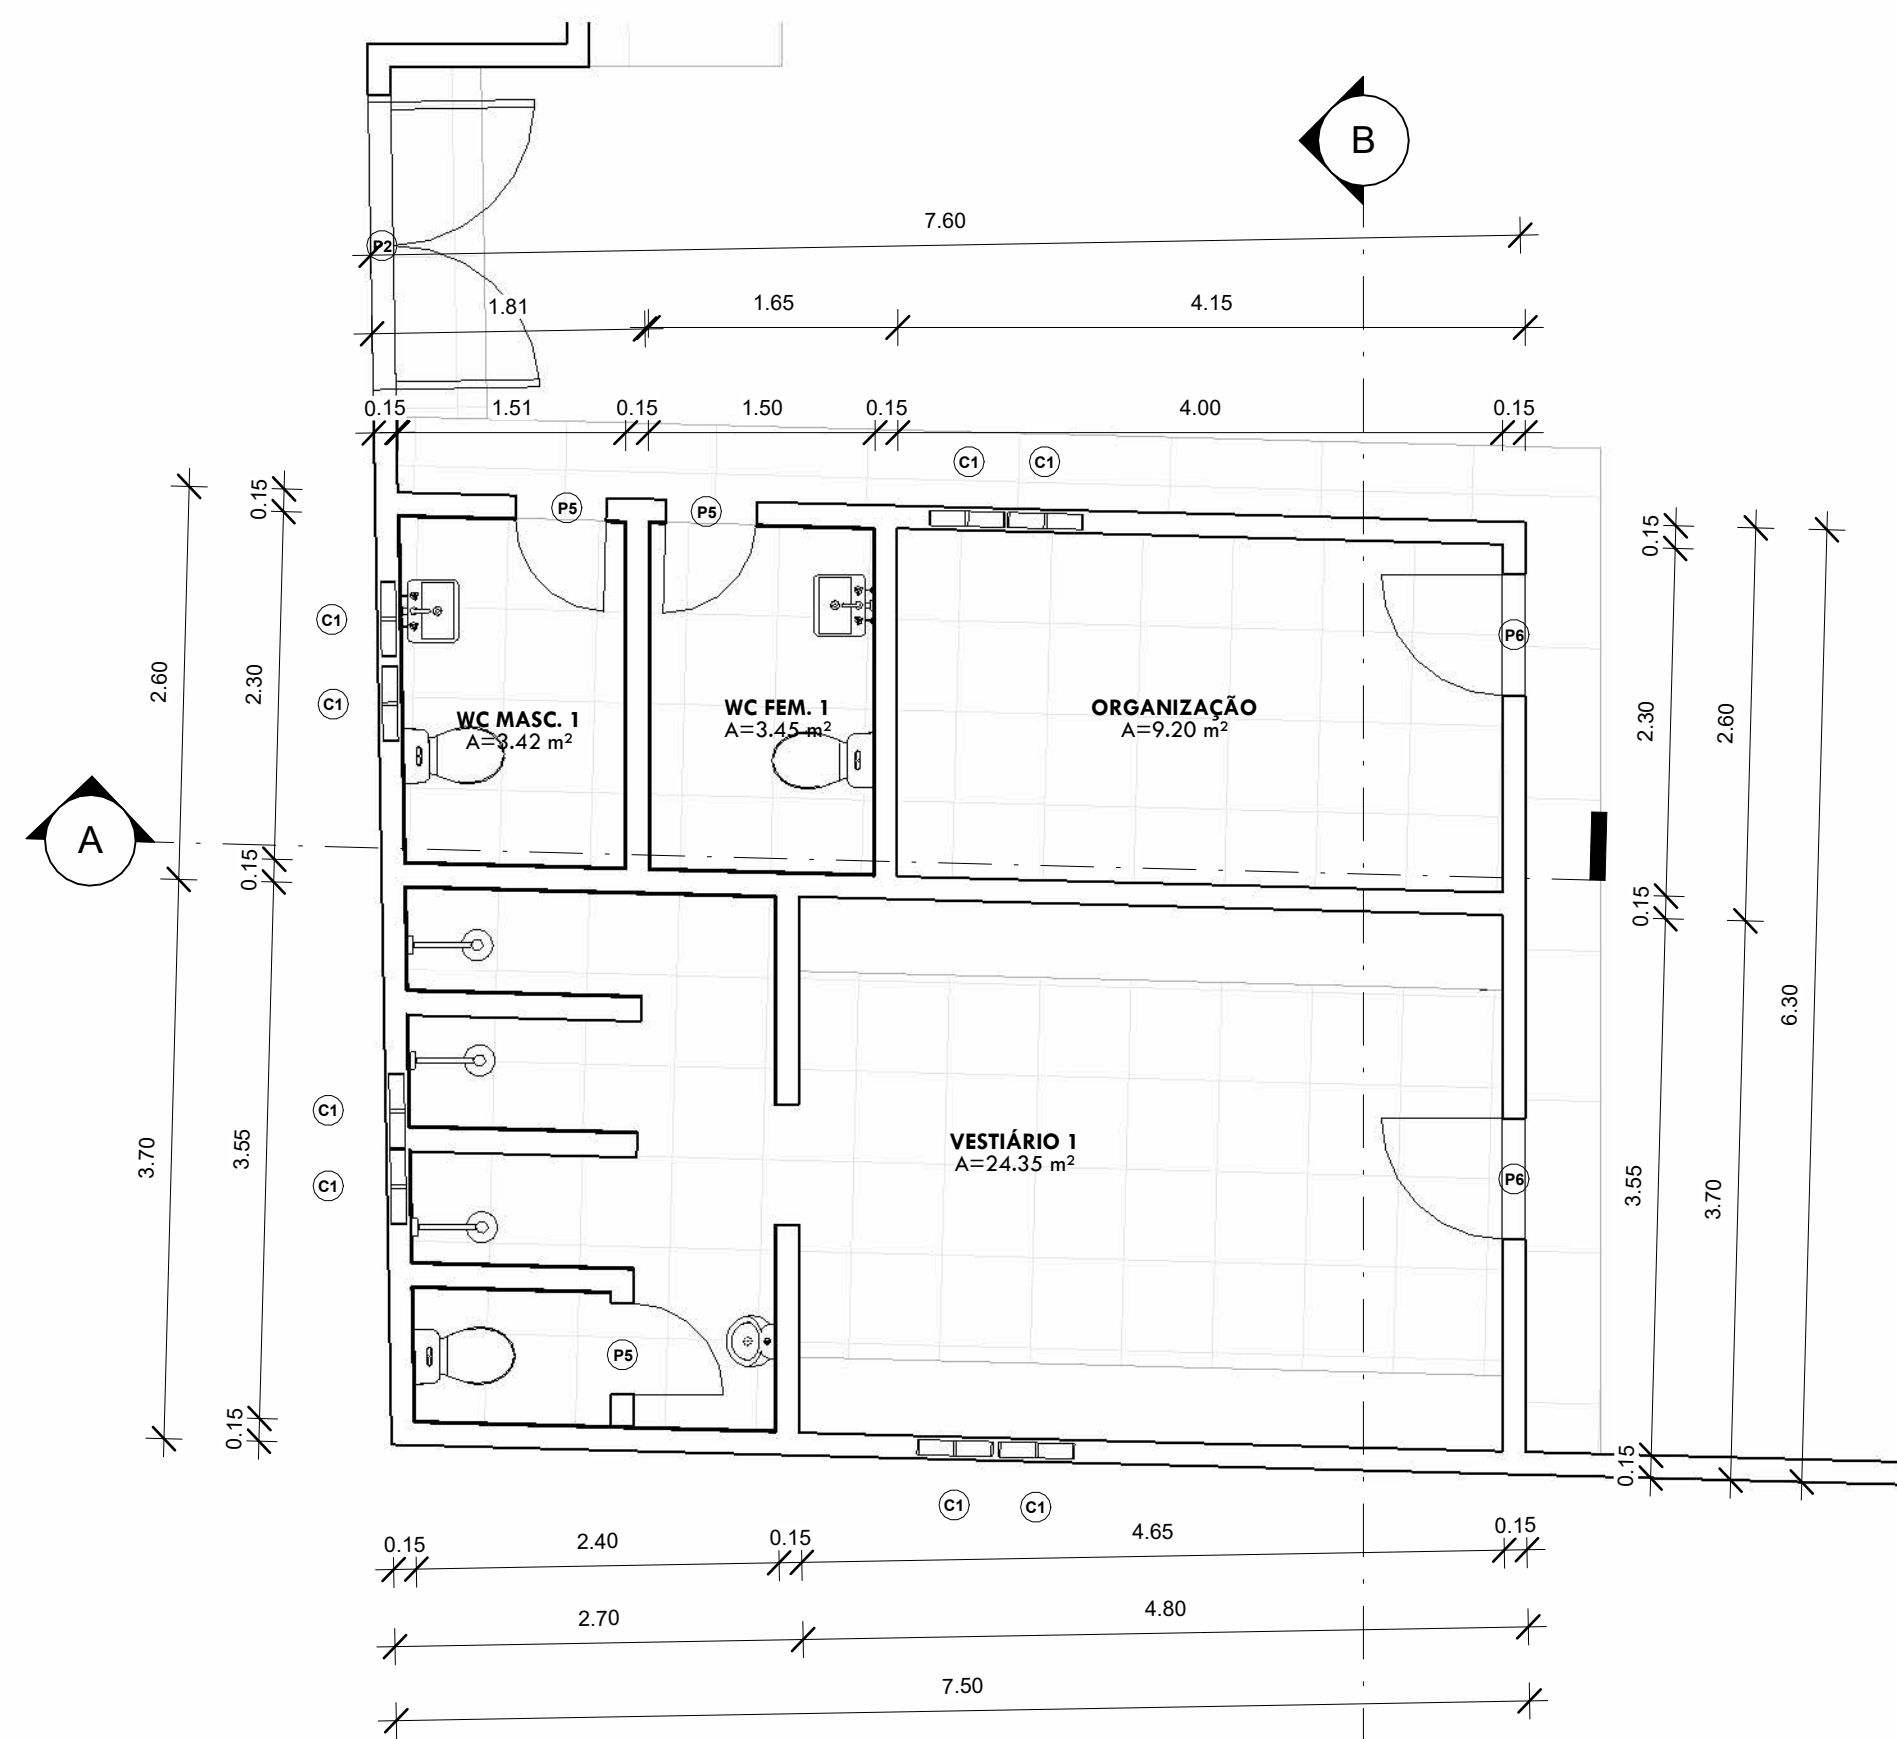 B
7.60
P2
1.81
1.65
4.15
0.15
1.51
0.15
1.50
0.15
4.00
0.15
C1
C1
0.15
P5
P5
0.15
C1
P6
2.60
2.30
C1
WC MASC. 1
A=3.42 m²
WC FEM. 1
A=3.45 m²
ORGANIZAÇÃO
A=9.20 m²
2.30
2.60
A
0.15
0.15
6.30
C1
3.70
3.55
VESTIÁRIO 1
A=24.35 m²
C1
P6
3.55
3.70
P5
0.15
0.15
C1
C1
0.15
2.40
0.15
4.65
0.15
2.70
4.80
7.50